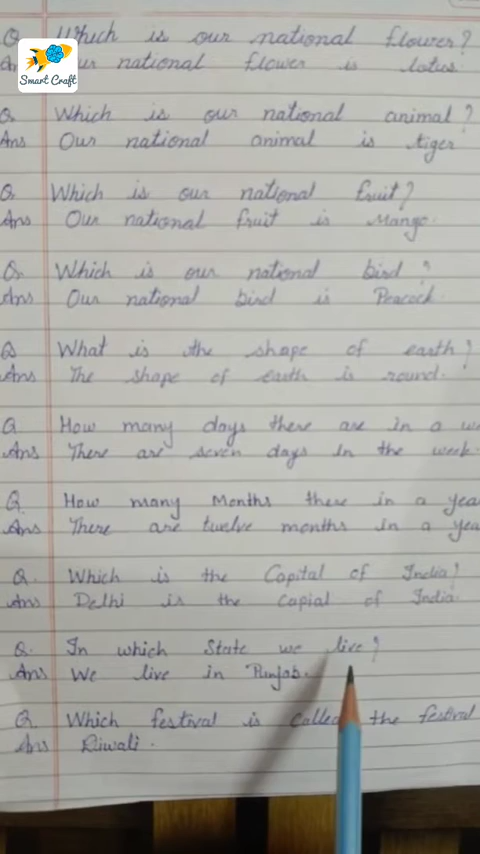 Q. Which is our national flower?
Ans Our national flower is lotus.
Smart Craft
Q. Which is our national animal?
Ans Our national animal is tiger
Q. Which is our national fruit?
Ans Our national fruit is Mango.
Q. Which is our national bird?
Ans Our national bird is Peacock.
Q What is the shape of earth?
Ans The shape of earth is round.
Q How many days there are in a
Ans There are seven days in the week.
Q. How many Months there in a yea
Ans There are twelve months in a yea
Q. Which is the Capital of India?
Ans Delhi is the Capial of India.
Q. In which State we live?
Ans We live in Punjab.
Q. Which festival is called the festival
Ans Diwali.